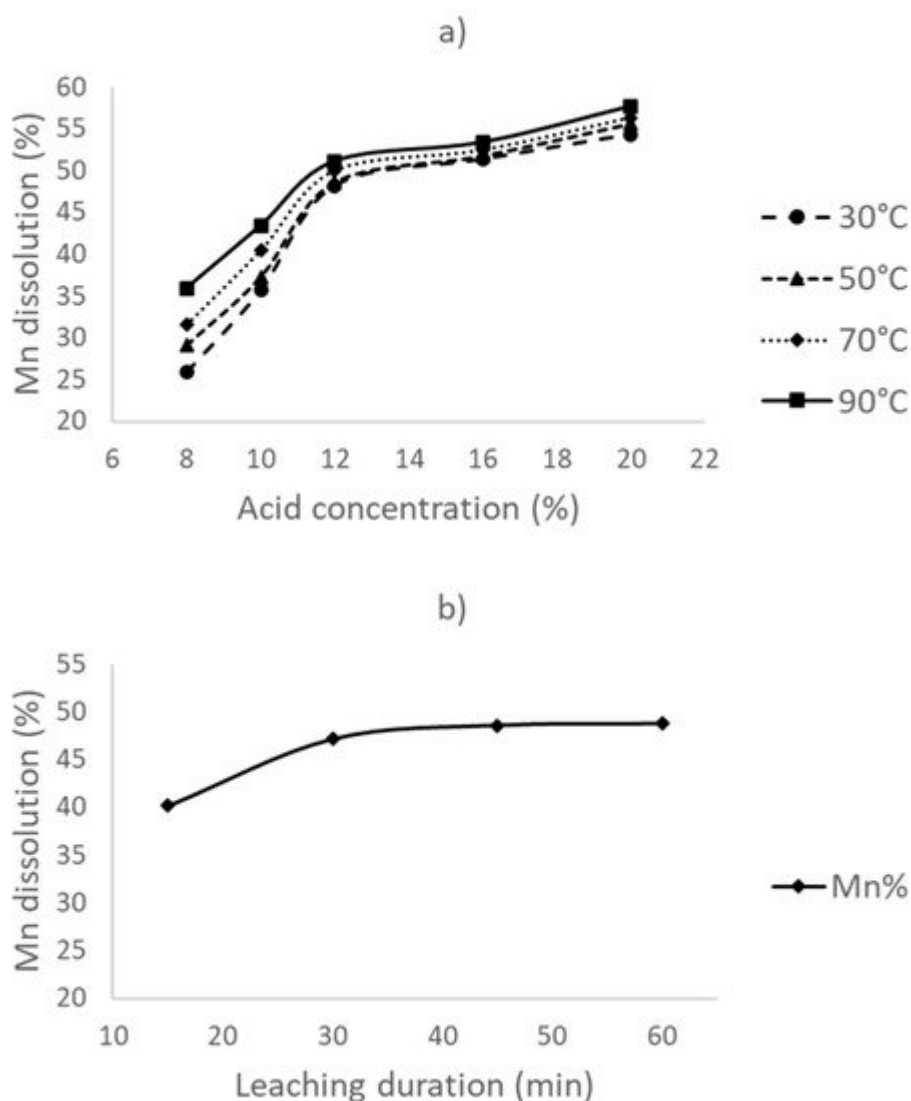 a)
Mn dissolution (%)
60
55
50
45
40
35
30
25
20
6 8 10 12 14 16 18 20 22
Acid concentration (%)
30°C
50°C
70°C
90°C
b)
Mn dissolution (%)
55
50
45
40
35
30
25
20
10 20 30 40 50 60
Leaching duration (min)
Mn%